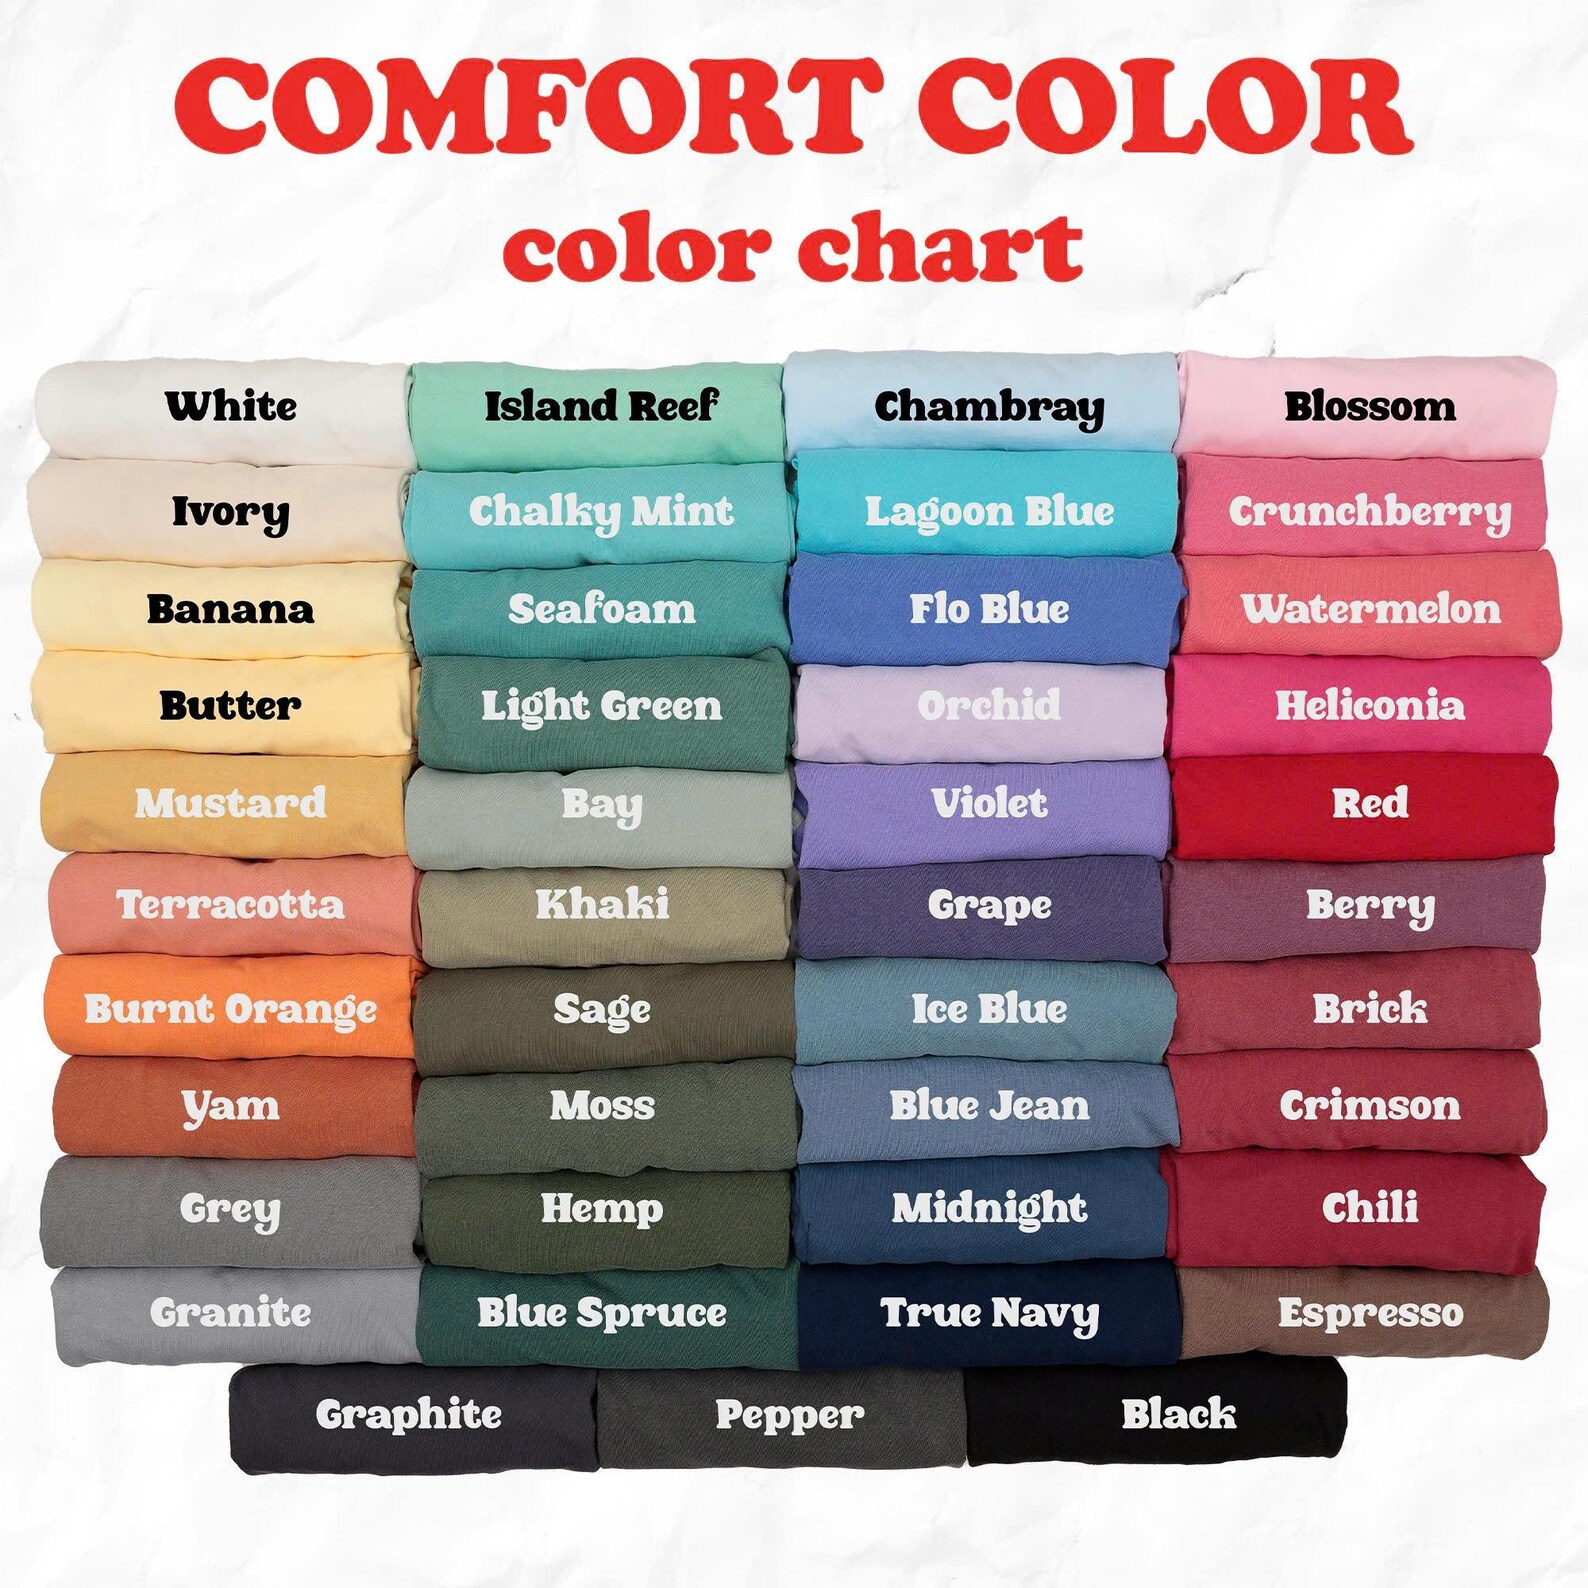 COMFORT COLOR
color chart
White Island Reef Chambray Blossom
Ivory Chalky Mint Lagoon Blue Crunchberry
Banana Seafoam Flo Blue Watermelon
Butter Light Green Orchid Heliconia
Mustard Bay Violet Red
Terracotta Khaki Grape Berry
Burnt Orange Sage Ice Blue Brick
Yam Moss Blue Jean Crimson
Grey Hemp Midnight Chili
Granite Blue Spruce True Navy Espresso
Graphite Pepper Black